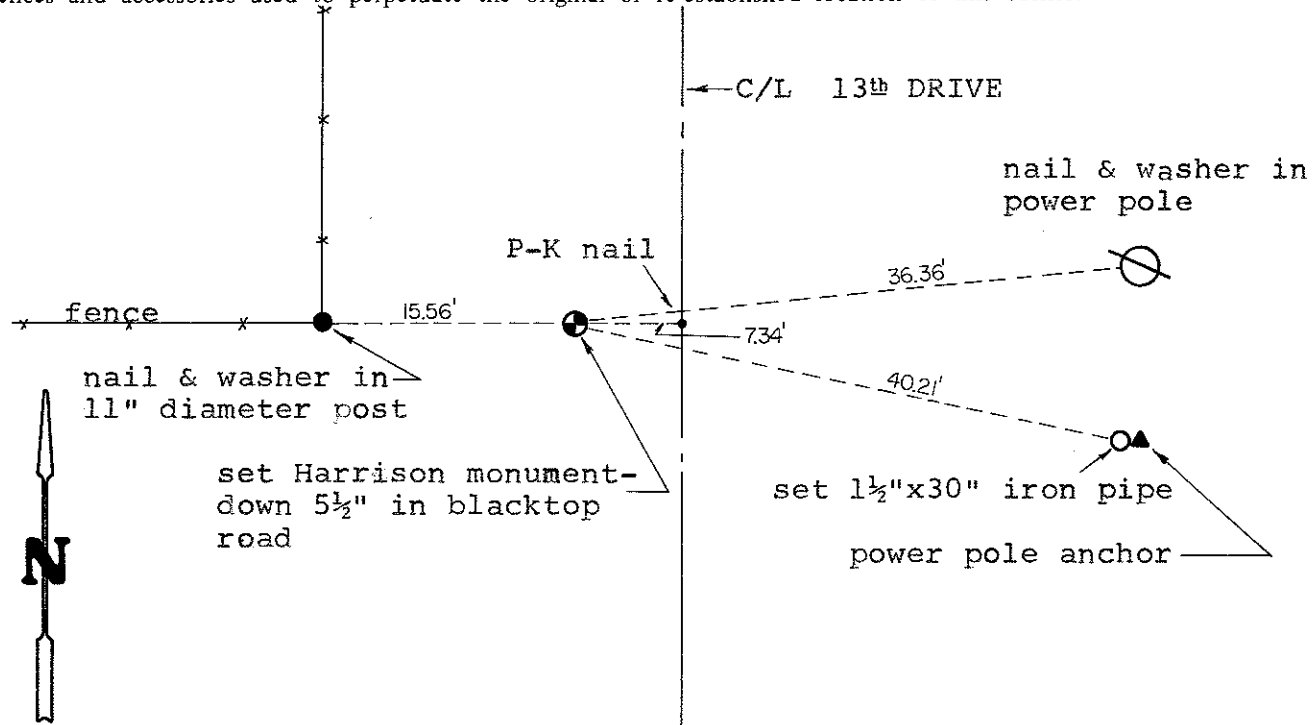 C/L 13th DRIVE
nail & washer in
power pole
P-K nail
36.36'
fence
15.56'
7.34'
nail & washer in
11" diameter post
40.21'
set Harrison monument-
down 5½" in blacktop
road
set 1½"x30" iron pipe
power pole anchor
N